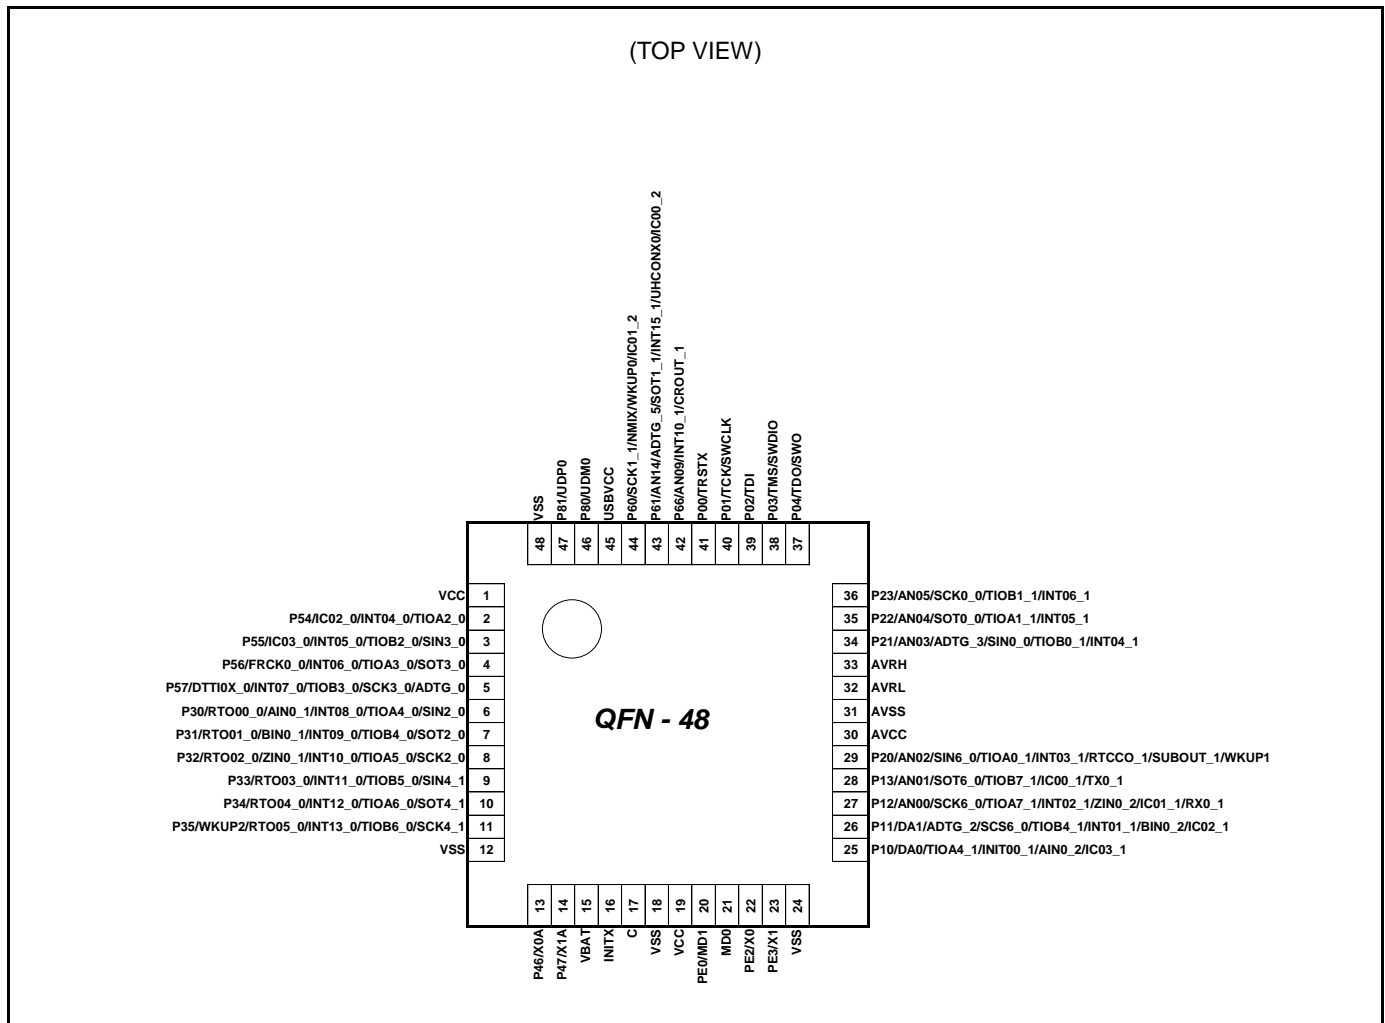 (TOP VIEW)
VSS
P81/UDP0
P80/UDM0
USBVCC
P60/SCK1_1/NMIX/WKUP0/IC01_2
P61/AN14/ADTG_5/SOT1_1/INT15_1/UHCONX0/IC00_2
P66/AN09/INT10_1/CROUT_1
P00/TRSTX
P01/TCK/SWCLK
P02/TDI
P03/TMS/SWDIO
P04/TDO/SWO
48
47
46
45
44
43
42
41
40
39
38
37
VCC 1
P54/IC02_0/INT04_0/TIOA2_0 2
P55/IC03_0/INT05_0/TIOB2_0/SIN3_0 3
P56/FRCK0_0/INT06_0/TIOA3_0/SOT3_0 4
P57/DTTI0X_0/INT07_0/TIOB3_0/SCK3_0/ADTG_0 5
P30/RTO00_0/AIN0_1/INT08_0/TIOA4_0/SIN2_0 6
P31/RTO01_0/BIN0_1/INT09_0/TIOB4_0/SOT2_0 7
P32/RTO02_0/ZIN0_1/INT10_0/TIOA5_0/SCK2_0 8
P33/RTO03_0/INT11_0/TIOB5_0/SIN4_1 9
P34/RTO04_0/INT12_0/TIOA6_0/SOT4_1 10
P35/WKUP2/RTO05_0/INT13_0/TIOB6_0/SCK4_1 11
VSS 12
QFN - 48
36 P23/AN05/SCK0_0/TIOB1_1/INT06_1
35 P22/AN04/SOT0_0/TIOA1_1/INT05_1
34 P21/AN03/ADTG_3/SIN0_0/TIOB0_1/INT04_1
33 AVRH
32 AVRL
31 AVSS
30 AVCC
29 P20/AN02/SIN6_0/TIOA0_1/INT03_1/RTCCO_1/SUBOUT_1/WKUP1
28 P13/AN01/SOT6_0/TIOB7_1/IC00_1/TX0_1
27 P12/AN00/SCK6_0/TIOA7_1/INT02_1/ZIN0_2/IC01_1/RX0_1
26 P11/DA1/ADTG_2/SCS6_0/TIOB4_1/INT01_1/BIN0_2/IC02_1
25 P10/DA0/TIOA4_1/INIT00_1/AIN0_2/IC03_1
13
14
15
16
17
18
19
20
21
22
23
24
P46/X0A
P47/X1A
VBAT
INITX
C
VSS
VCC
PE0/MD1
MD0
PE2/X0
PE3/X1
VSS